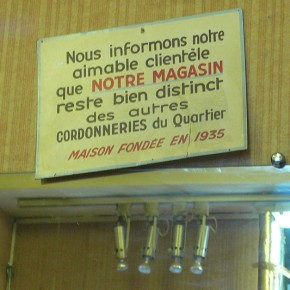 Nous informons notre
aimable clientèle
que NOTRE MAGASIN
reste bien distinct
des autres
CORDONNERIES du Quartier
MAISON FONDÉE EN 1935